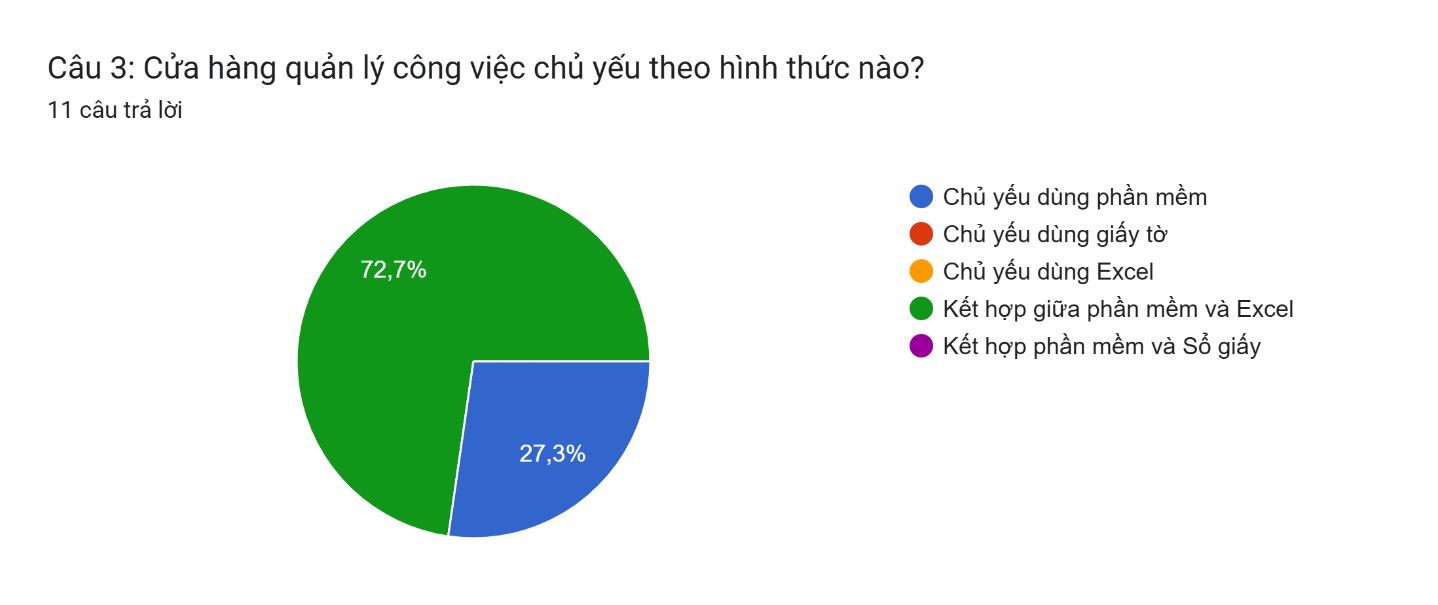 Câu 3: Cửa hàng quản lý công việc chủ yếu theo hình thức nào?
11 câu trả lời
72,7%
27,3%
Chủ yếu dùng phần mềm
Chủ yếu dùng giấy tờ
Chủ yếu dùng Excel
Kết hợp giữa phần mềm và Excel
Kết hợp phần mềm và Sổ giấy